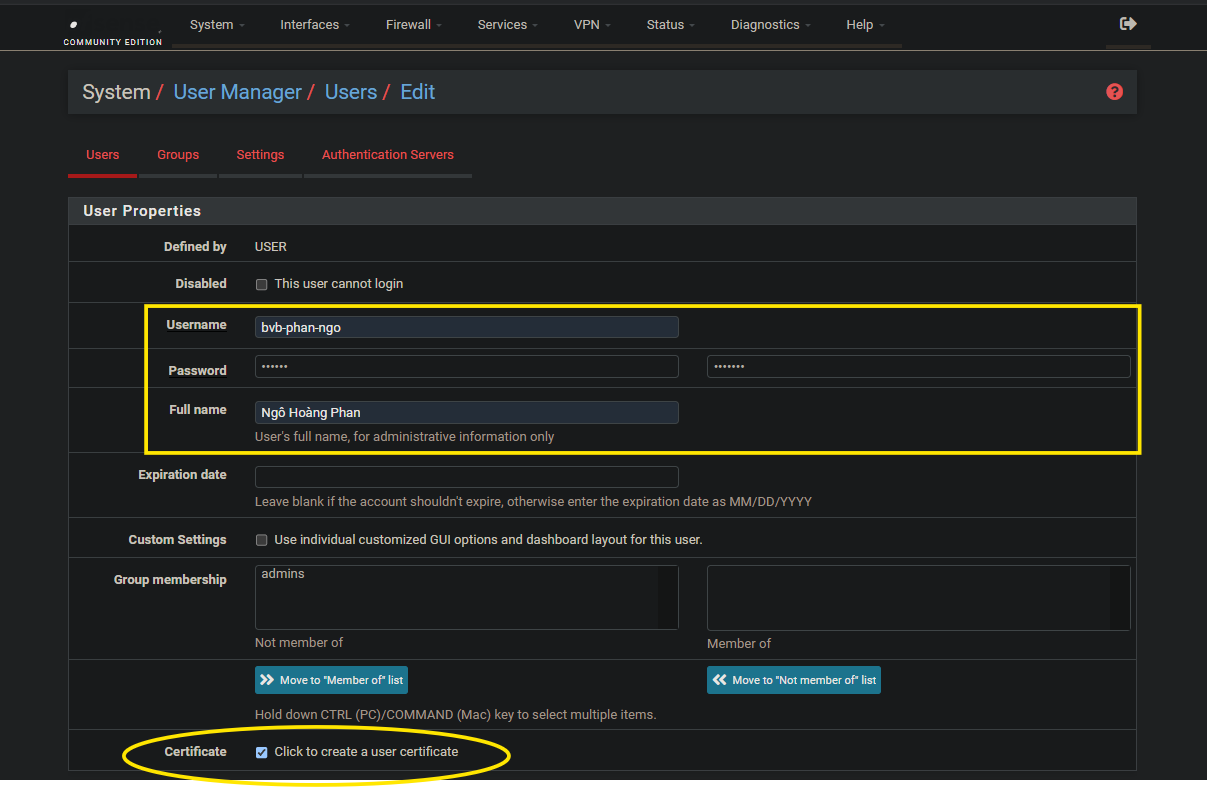 COMMUNITY EDITION
System Interfaces Firewall Services VPN Status Diagnostics Help
System / User Manager / Users / Edit
Users Groups Settings Authentication Servers
User Properties
Defined by USER
Disabled This user cannot login
Username bvb-phan-ngo
Password •••••• •••••••
Full name Ngô Hoàng Phan
User's full name, for administrative information only
Expiration date
Leave blank if the account shouldn't expire, otherwise enter the expiration date as MM/DD/YYYY
Custom Settings Use individual customized GUI options and dashboard layout for this user.
Group membership admins
Not member of Member of
Move to "Member of" list Move to "Not member of" list
Hold down CTRL (PC)/COMMAND (Mac) key to select multiple items.
Certificate Click to create a user certificate